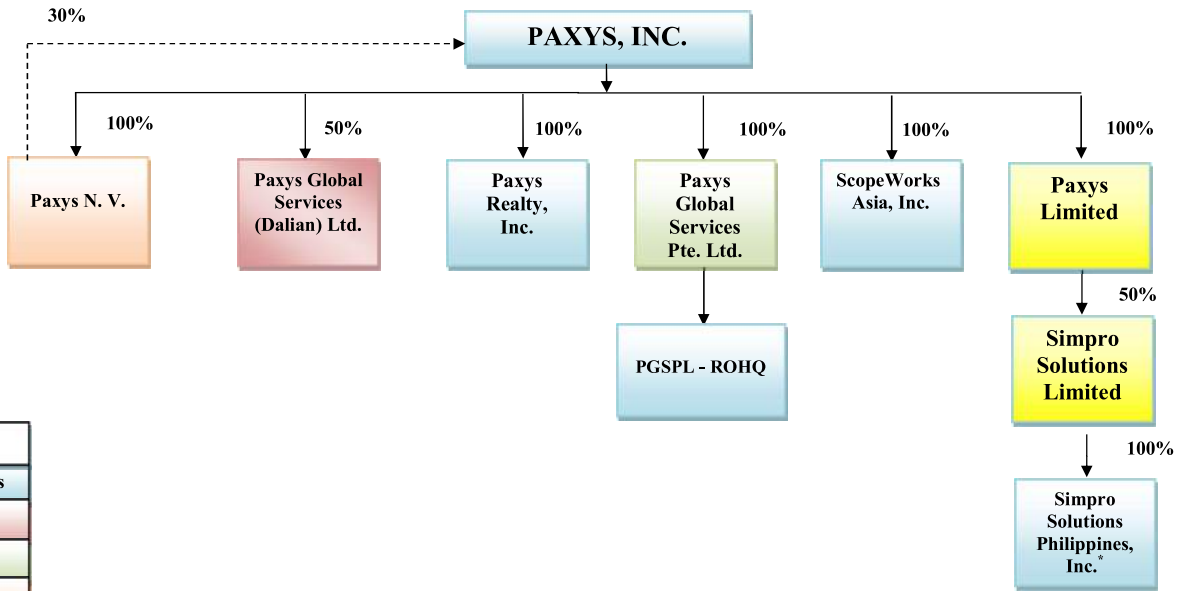 30%
PAXYS, INC.
100%
50%
100%
100%
100%
100%
Paxys N. V.
Paxys Global
Services
(Dalian) Ltd.
Paxys
Realty,
Inc.
Paxys
Global
Services
Pte. Ltd.
ScopeWorks
Asia, Inc.
Paxys
Limited
50%
PGSPL - ROHQ
Simpro
Solutions
Limited
100%
Simpro
Solutions
Philippines,
Inc.*